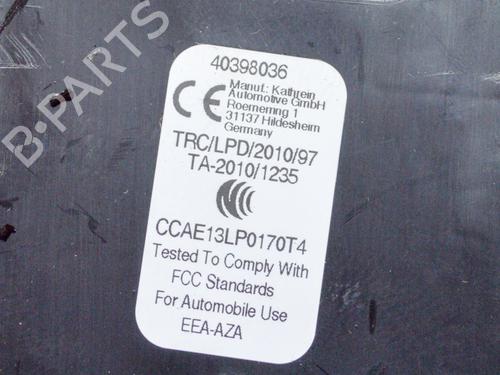 B-PARTS
40398036
CE
Manuf.: Kathrein
Automotive GmbH
Roemerring 1
31137 Hildesheim
Germany
TRC/LPD/2010/97
TA-2010/1235
CCAE13LP0170T4
Tested To Comply With
FCC Standards
For Automobile Use
EEA-AZA